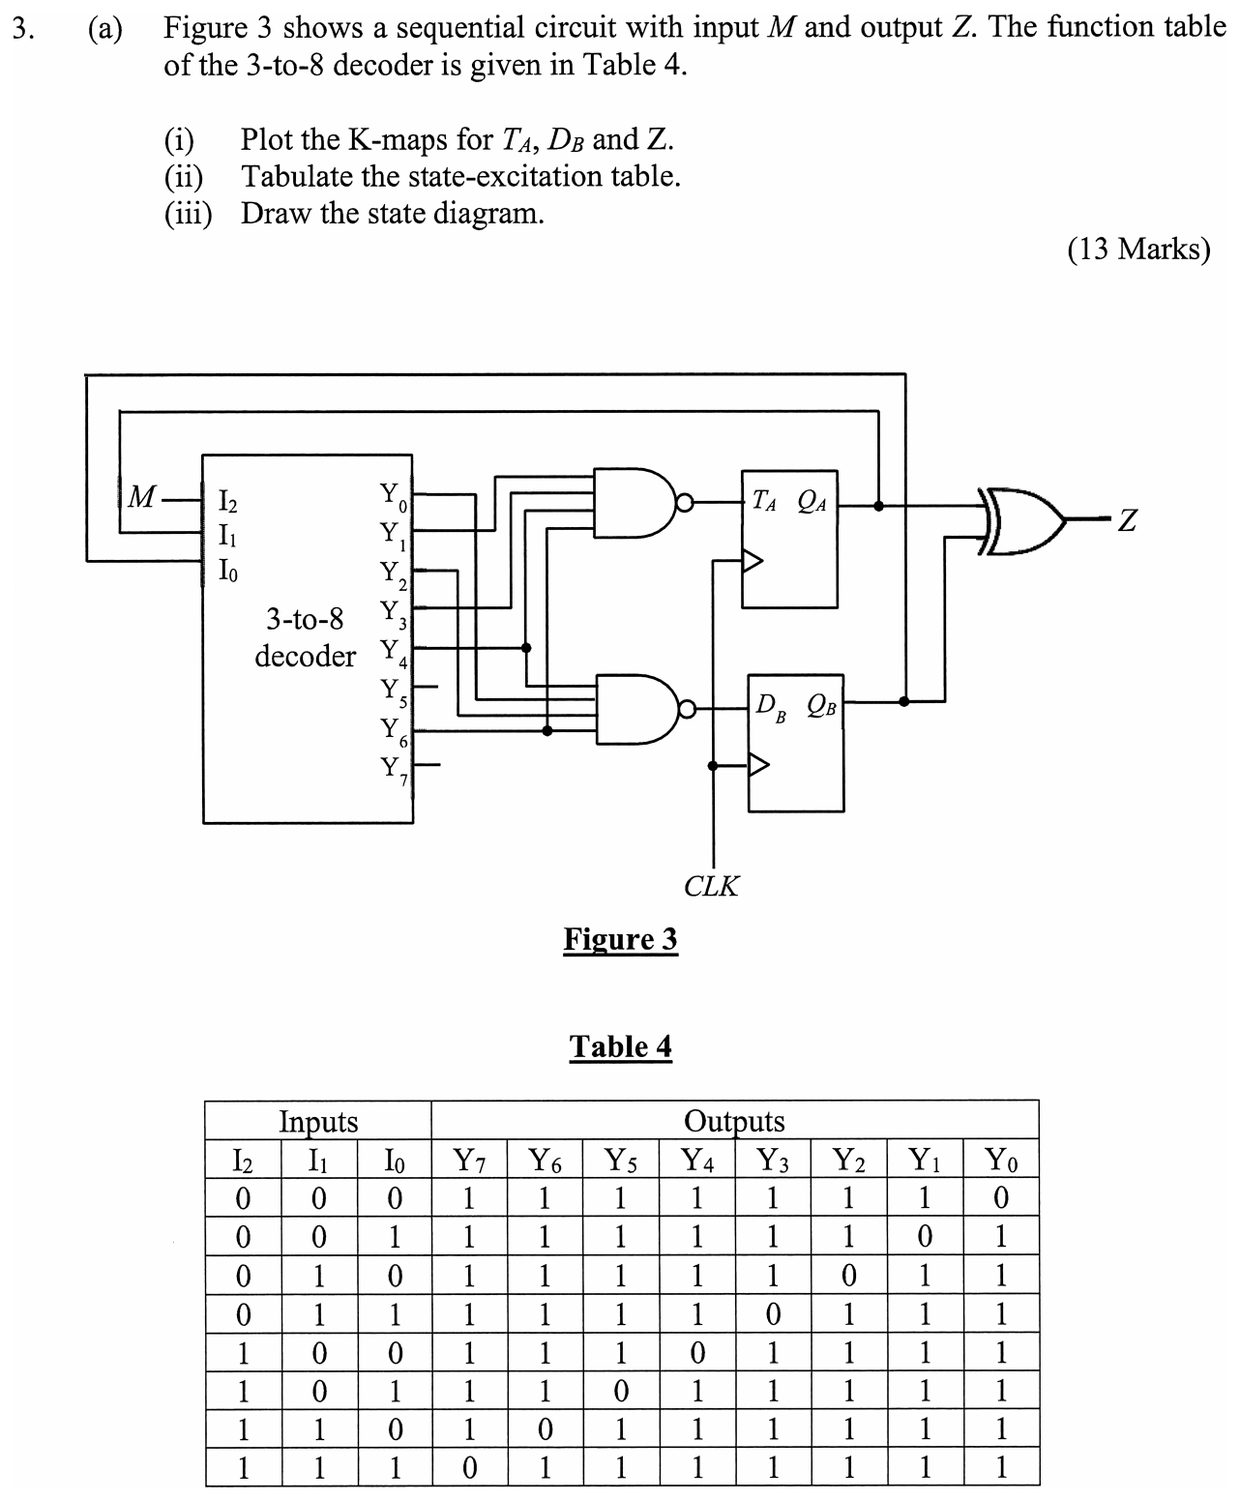 3. (a) Figure 3 shows a sequential circuit with input M and output Z. The function table
of the 3-to-8 decoder is given in Table 4.
(i) Plot the K-maps for T_A, D_B and Z.
(ii) Tabulate the state-excitation table.
(iii) Draw the state diagram.
(13 Marks)
M
I2
I1
I0
3-to-8
decoder
Y0
Y1
Y2
Y3
Y4
Y5
Y6
Y7
T_A Q_A
D_B Q_B
Z
CLK
Figure 3
Table 4
Inputs Outputs
I2 I1 I0 Y7 Y6 Y5 Y4 Y3 Y2 Y1 Y0
0 0 0 1 1 1 1 1 1 1 0
0 0 1 1 1 1 1 1 1 0 1
0 1 0 1 1 1 1 1 0 1 1
0 1 1 1 1 1 1 0 1 1 1
1 0 0 1 1 1 0 1 1 1 1
1 0 1 1 1 0 1 1 1 1 1
1 1 0 1 0 1 1 1 1 1 1
1 1 1 0 1 1 1 1 1 1 1